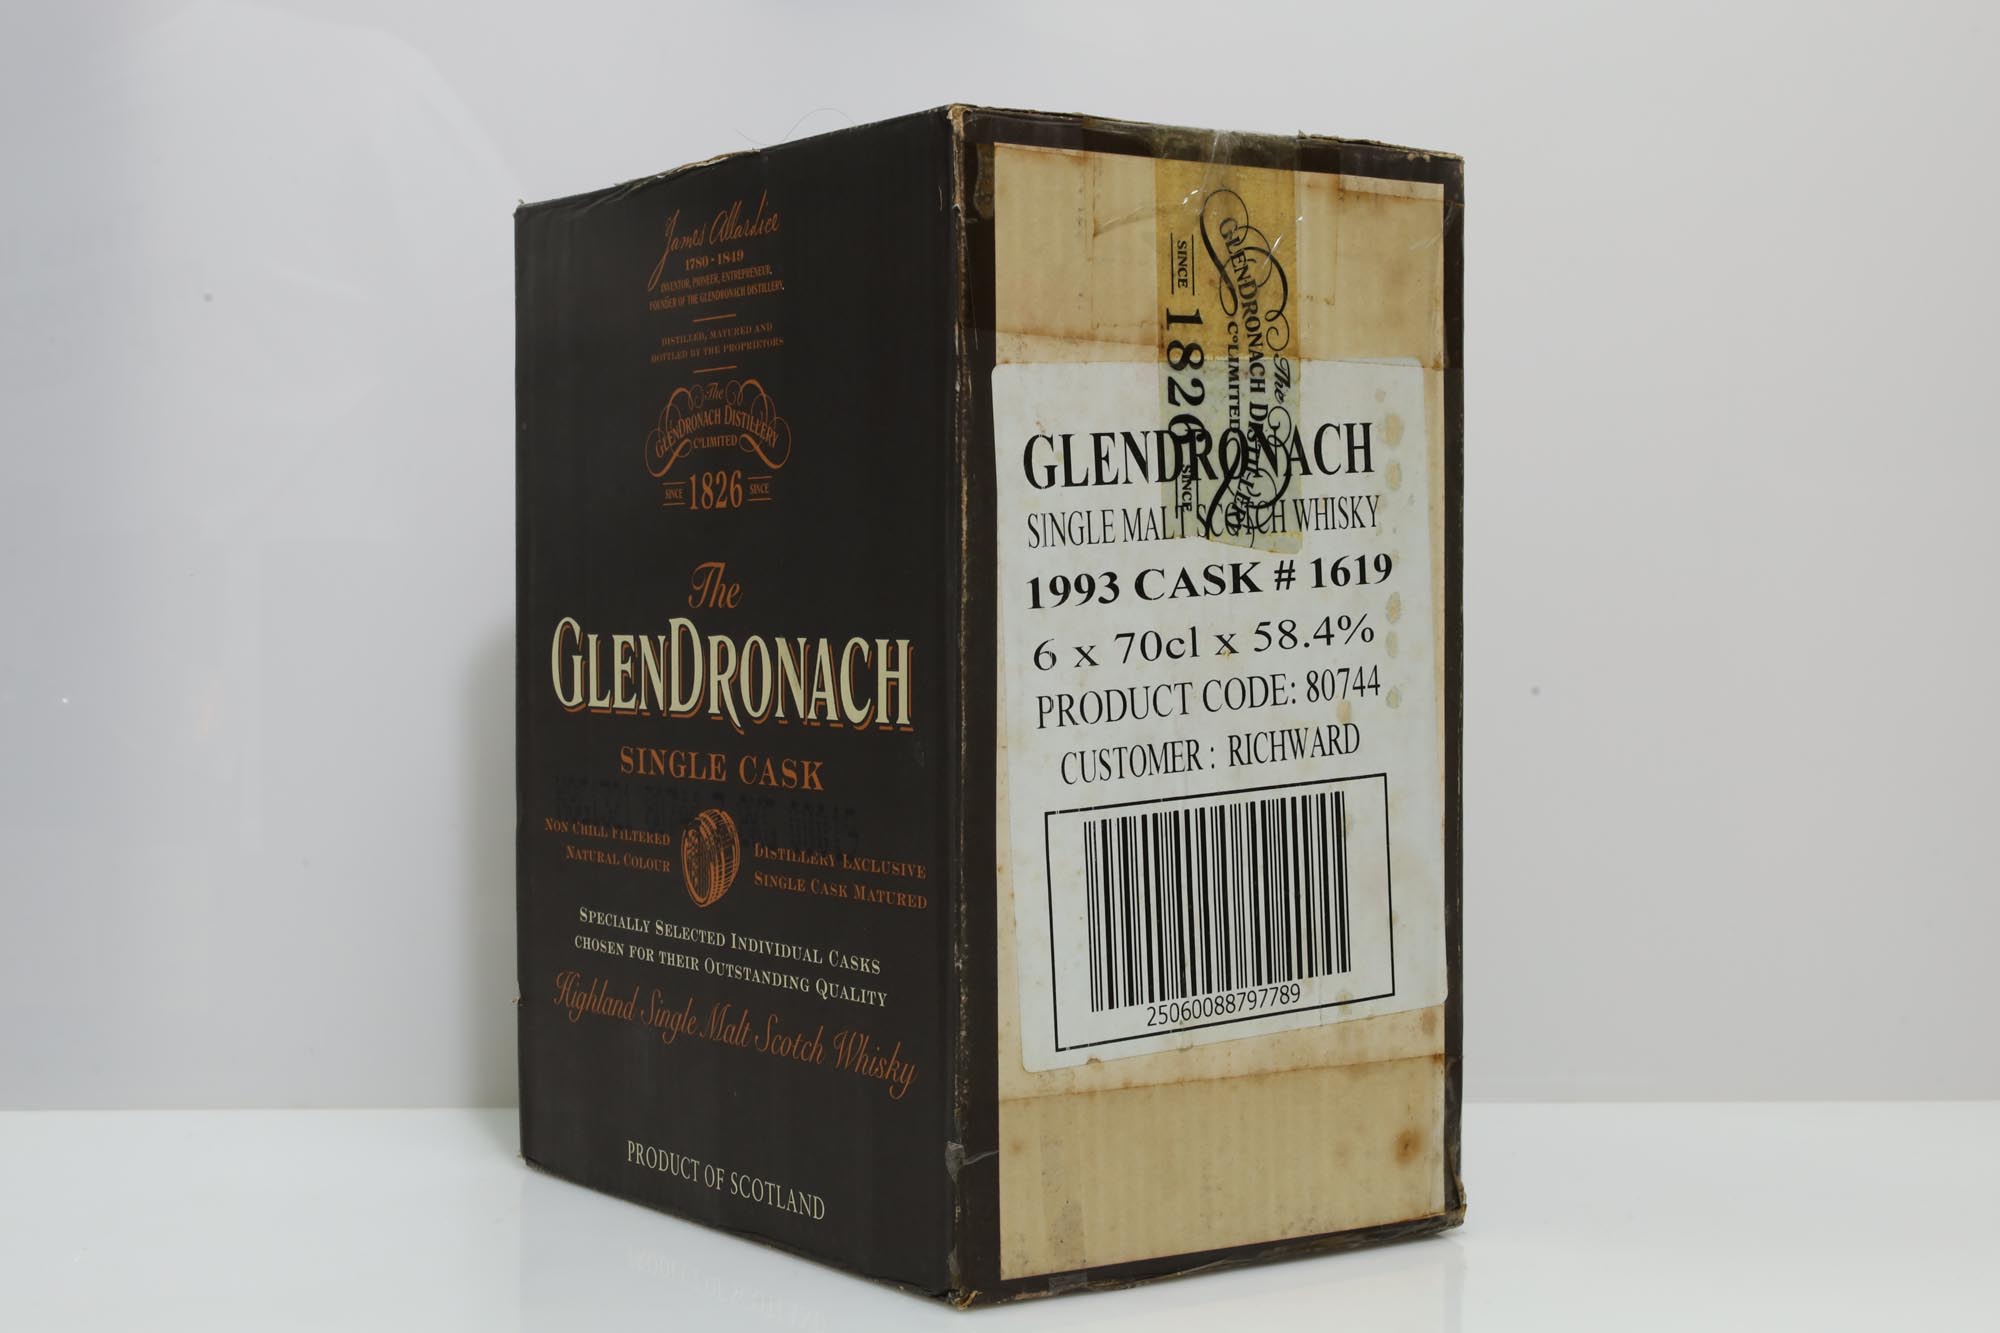 James Allardice
1780 - 1849
INVENTOR, PIONEER, ENTREPRENEUR,
FOUNDER OF THE GLENDRONACH DISTILLERY.
DISTILLED, MATURED AND
BOTTLED BY THE PROPRIETORS
The
GLENDRONACH DISTILLERY
Cº LIMITED
SINCE 1826 SINCE
The
GLENDRONACH
SINGLE CASK
NON CHILL FILTERED
NATURAL COLOUR
DISTILLERY EXCLUSIVE
SINGLE CASK MATURED
SPECIALLY SELECTED INDIVIDUAL CASKS
CHOSEN FOR THEIR OUTSTANDING QUALITY
Highland Single Malt Scotch Whisky
PRODUCT OF SCOTLAND
The
GLENDRONACH DISTILLERY
Cº LIMITED
SINCE 1826 SINCE
GLENDRONACH
SINGLE MALT SCOTCH WHISKY
1993 CASK # 1619
6 x 70cl x 58.4%
PRODUCT CODE: 80744
CUSTOMER : RICHWARD
25060088797789